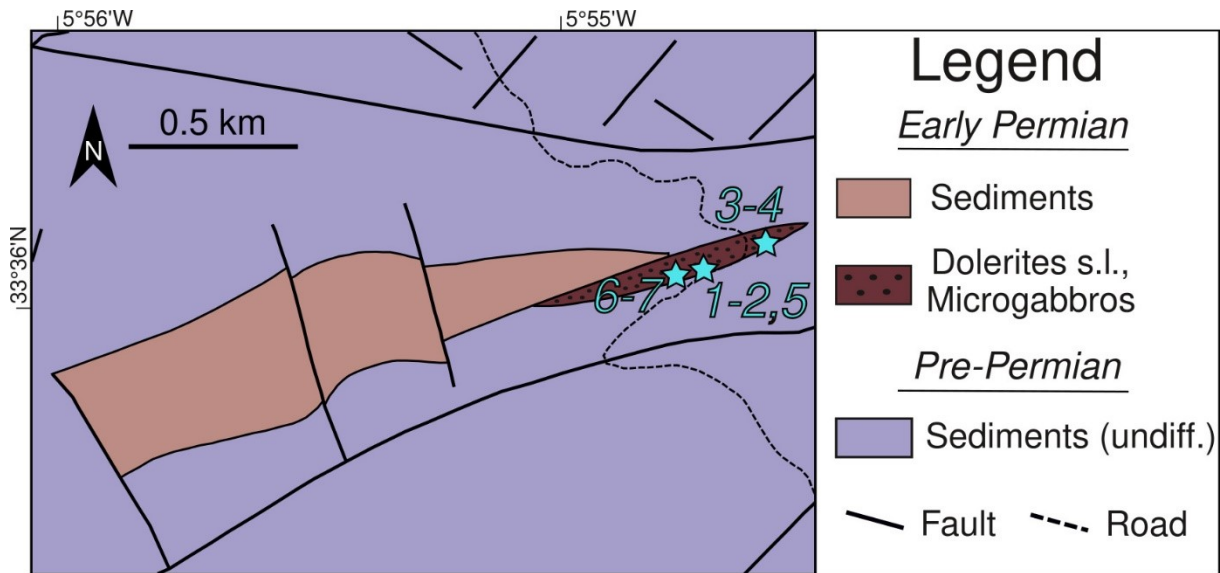 5°56'W
5°55'W
33°36'N
0.5 km
N
3-4
6-7
1-2,5
Legend
Early Permian
Sediments
Dolerites s.l.,
Microgabbros
Pre-Permian
Sediments (undiff.)
Fault
Road